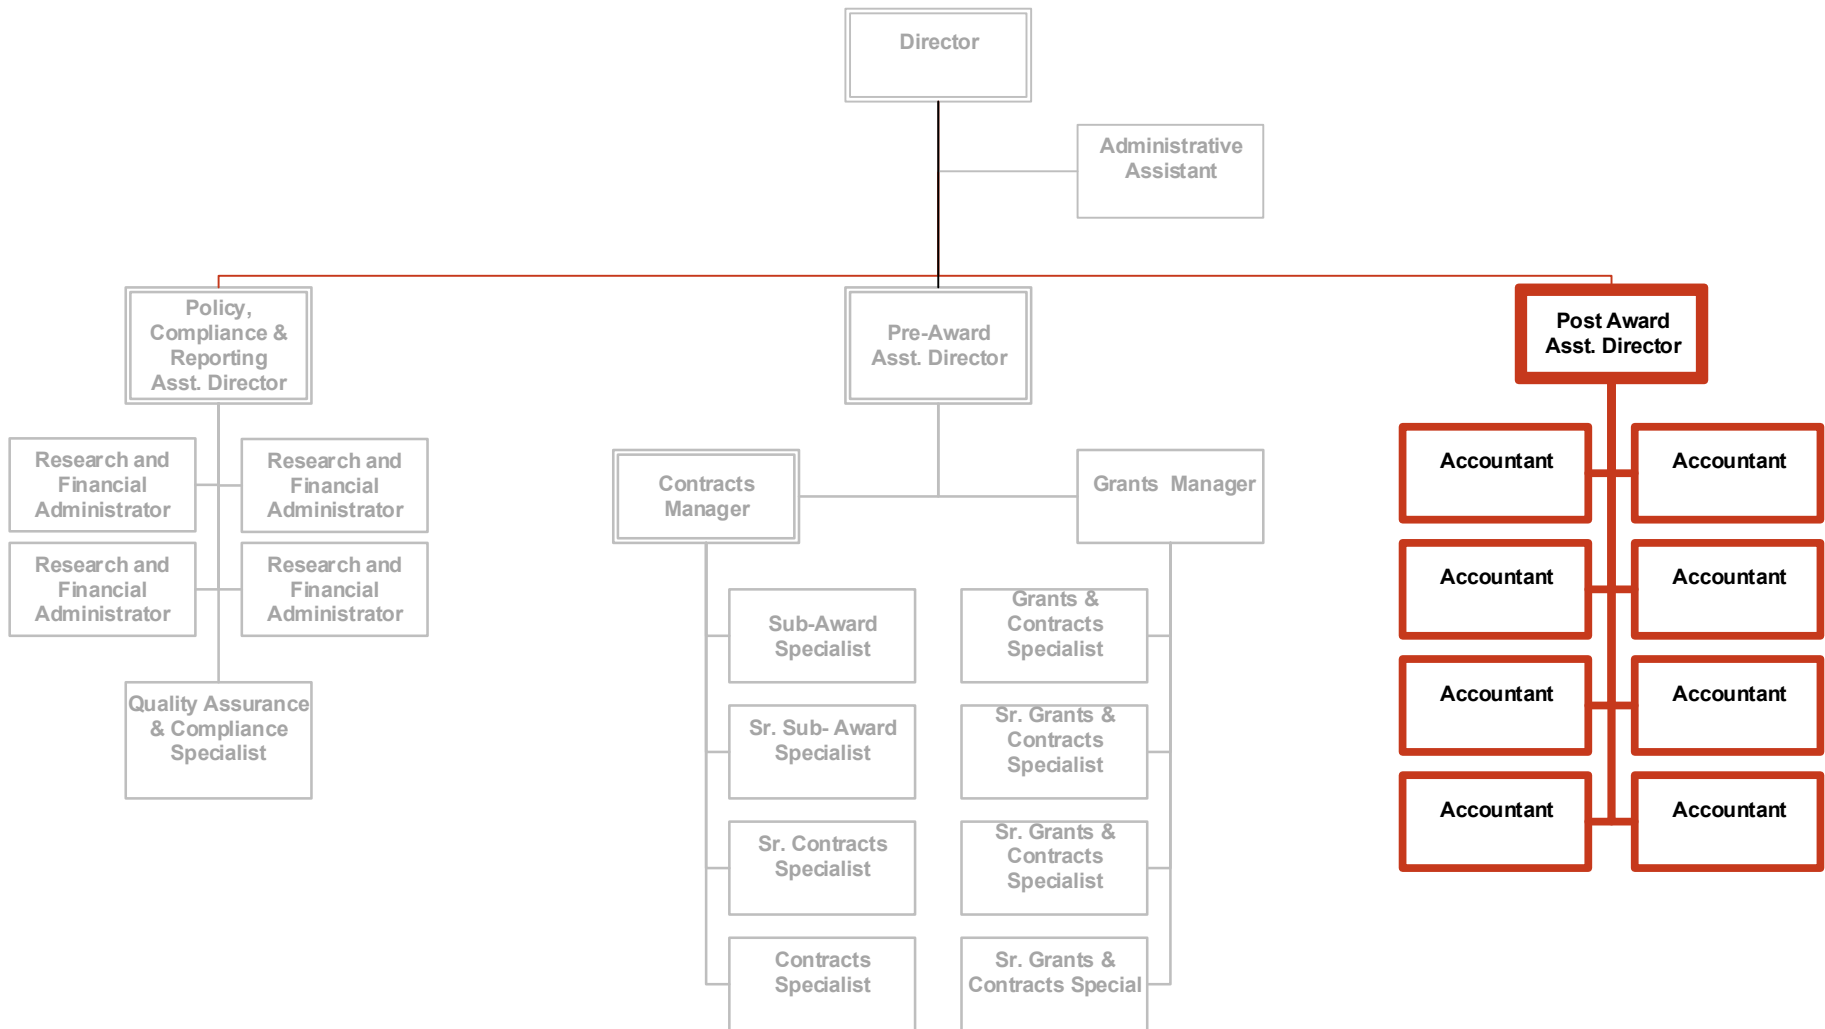 Director
Administrative
Assistant
Policy,
Compliance &
Reporting
Asst. Director
Pre-Award
Asst. Director
Post Award
Asst. Director
Research and
Financial
Administrator
Research and
Financial
Administrator
Research and
Financial
Administrator
Research and
Financial
Administrator
Quality Assurance
& Compliance
Specialist
Contracts
Manager
Grants  Manager
Sub-Award
Specialist
Sr. Sub- Award
Specialist
Sr. Contracts
Specialist
Contracts
Specialist
Grants &
Contracts
Specialist
Sr. Grants &
Contracts
Specialist
Sr. Grants &
Contracts
Specialist
Sr. Grants &
Contracts Special
Accountant
Accountant
Accountant
Accountant
Accountant
Accountant
Accountant
Accountant